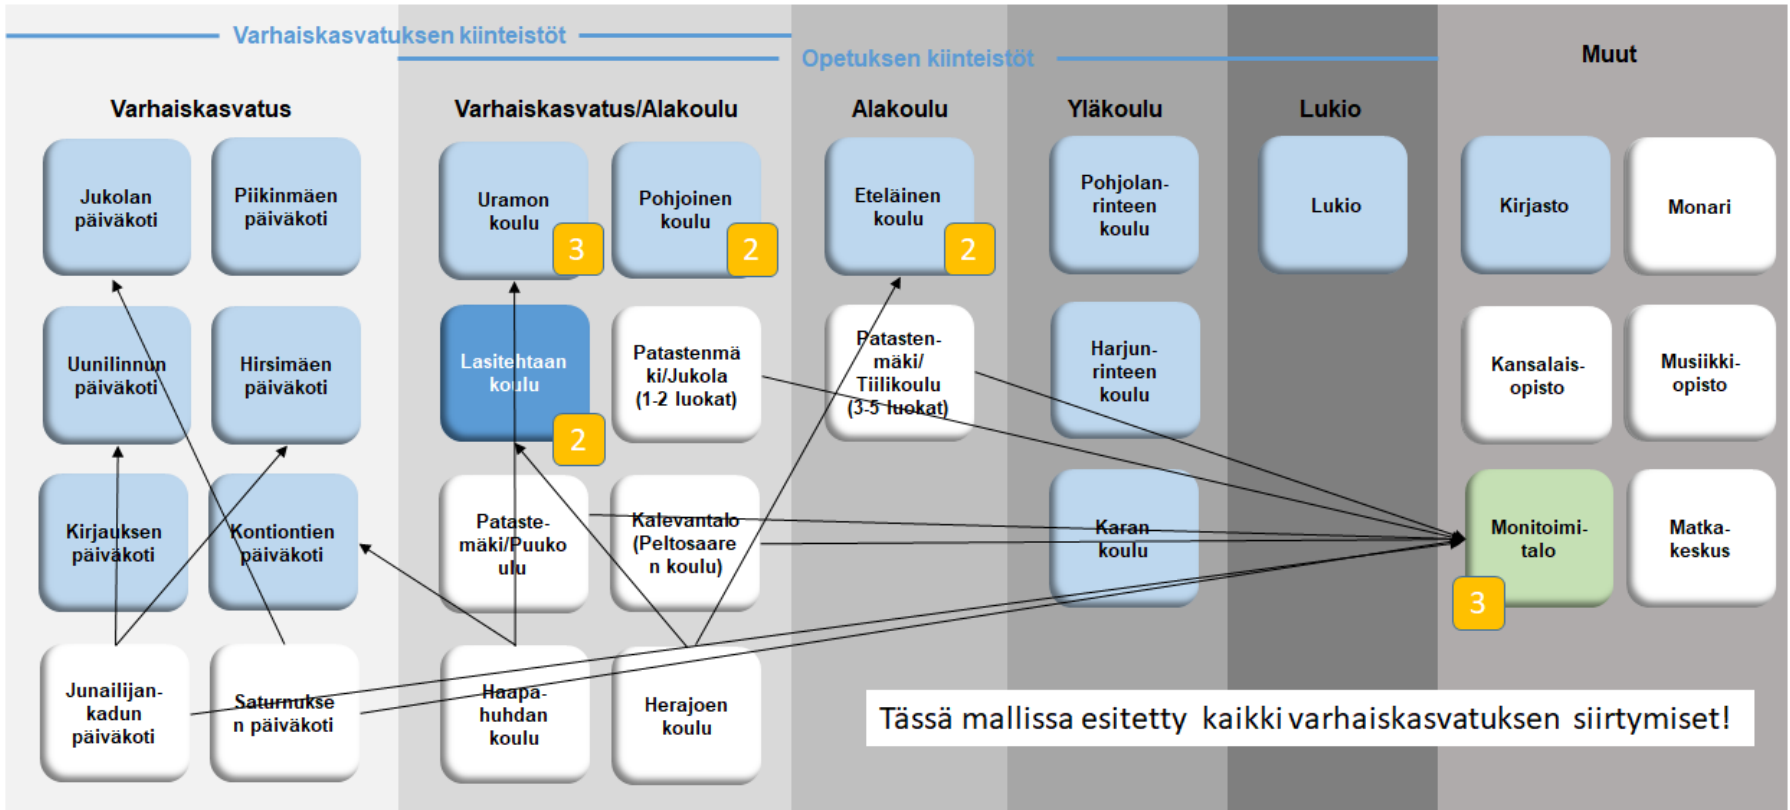 Varhaiskasvatuksen kiinteistöt
Opetuksen kiinteistöt
Muut
Varhaiskasvatus
Varhaiskasvatus/Alakoulu
Alakoulu
Yläkoulu
Lukio
Jukolan
päiväkoti
Piikinmäen
päiväkoti
Uramon
koulu
3
Pohjoinen
koulu
2
Eteläinen
koulu
2
Pohjolan-
rinteen
koulu
Lukio
Kirjasto
Monari
Uunilinnun
päiväkoti
Hirsimäen
päiväkoti
Lasitehtaan
koulu
2
Patastenmä
ki/Jukola
(1-2 luokat)
Patasten-
mäki/
Tiilikoulu
(3-5 luokat)
Harjun-
rinteen
koulu
Kansalais-
opisto
Musiikki-
opisto
Kirjauksen
päiväkoti
Kontiontien
päiväkoti
Pataste-
mäki/Puuko
ulu
Kalevantalo
(Peltosaare
n koulu)
Karan
koulu
Monitoimi-
talo
3
Matka-
keskus
Junailijan-
kadun
päiväkoti
Saturnukse
n päiväkoti
Haapa-
huhdan
koulu
Herajoen
koulu
Tässä mallissa esitetty kaikki varhaiskasvatuksen siirtymiset!